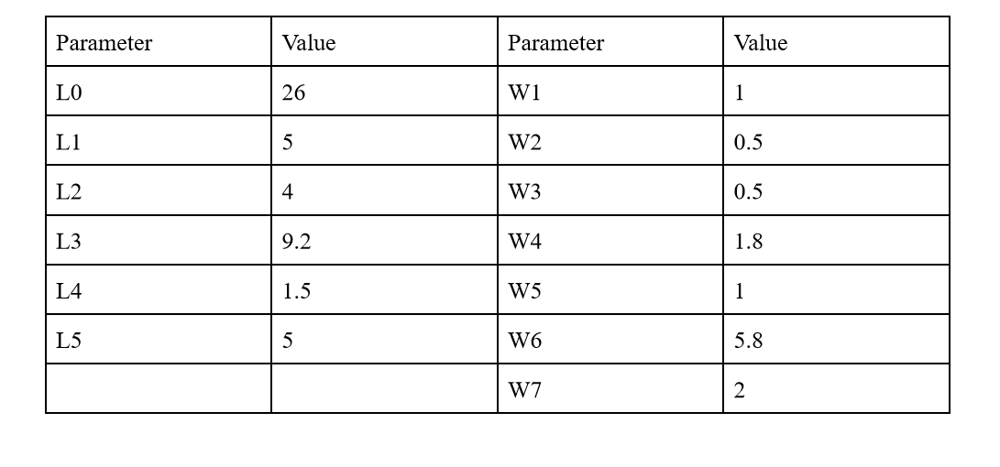 Parameter Value Parameter Value
L0 26 W1 1
L1 5 W2 0.5
L2 4 W3 0.5
L3 9.2 W4 1.8
L4 1.5 W5 1
L5 5 W6 5.8
W7 2